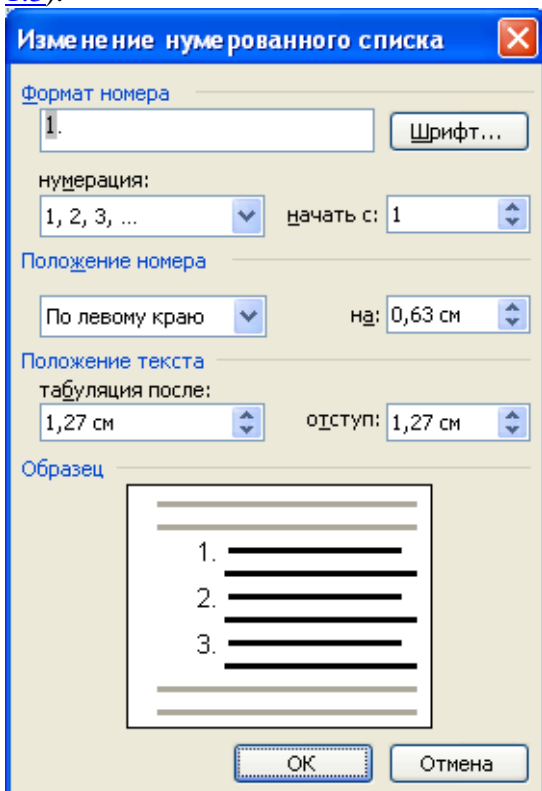 1.3).
Изменение нумерованного списка
Формат номера
1.
Шрифт...
нумерация:
1, 2, 3, ...
начать с: 1
Положение номера
По левому краю
на: 0,63 см
Положение текста
табуляция после:
1,27 см
отступ: 1,27 см
Образец
1.
2.
3.
ОК
Отмена